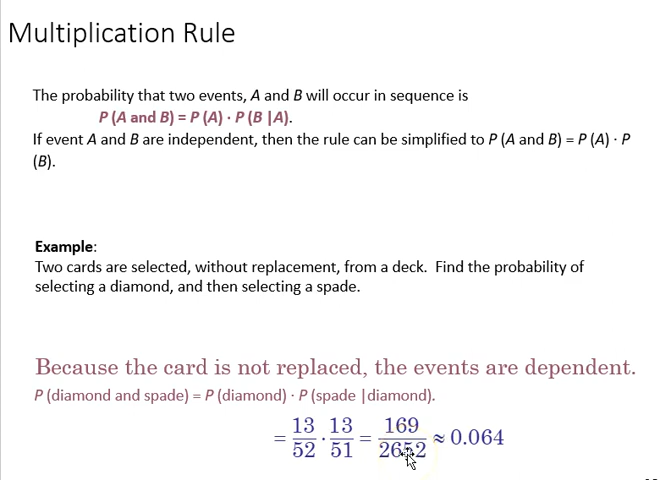 Multiplication Rule
The probability that two events, A and B will occur in sequence is
P (A and B) = P (A) · P (B |A).
If event A and B are independent, then the rule can be simplified to P (A and B) = P (A) · P
(B).
Example:
Two cards are selected, without replacement, from a deck.  Find the probability of
selecting a diamond, and then selecting a spade.
Because the card is not replaced, the events are dependent.
P (diamond and spade) = P (diamond) · P (spade |diamond).
= 13/52 · 13/51 = 169/2652 ≈ 0.064